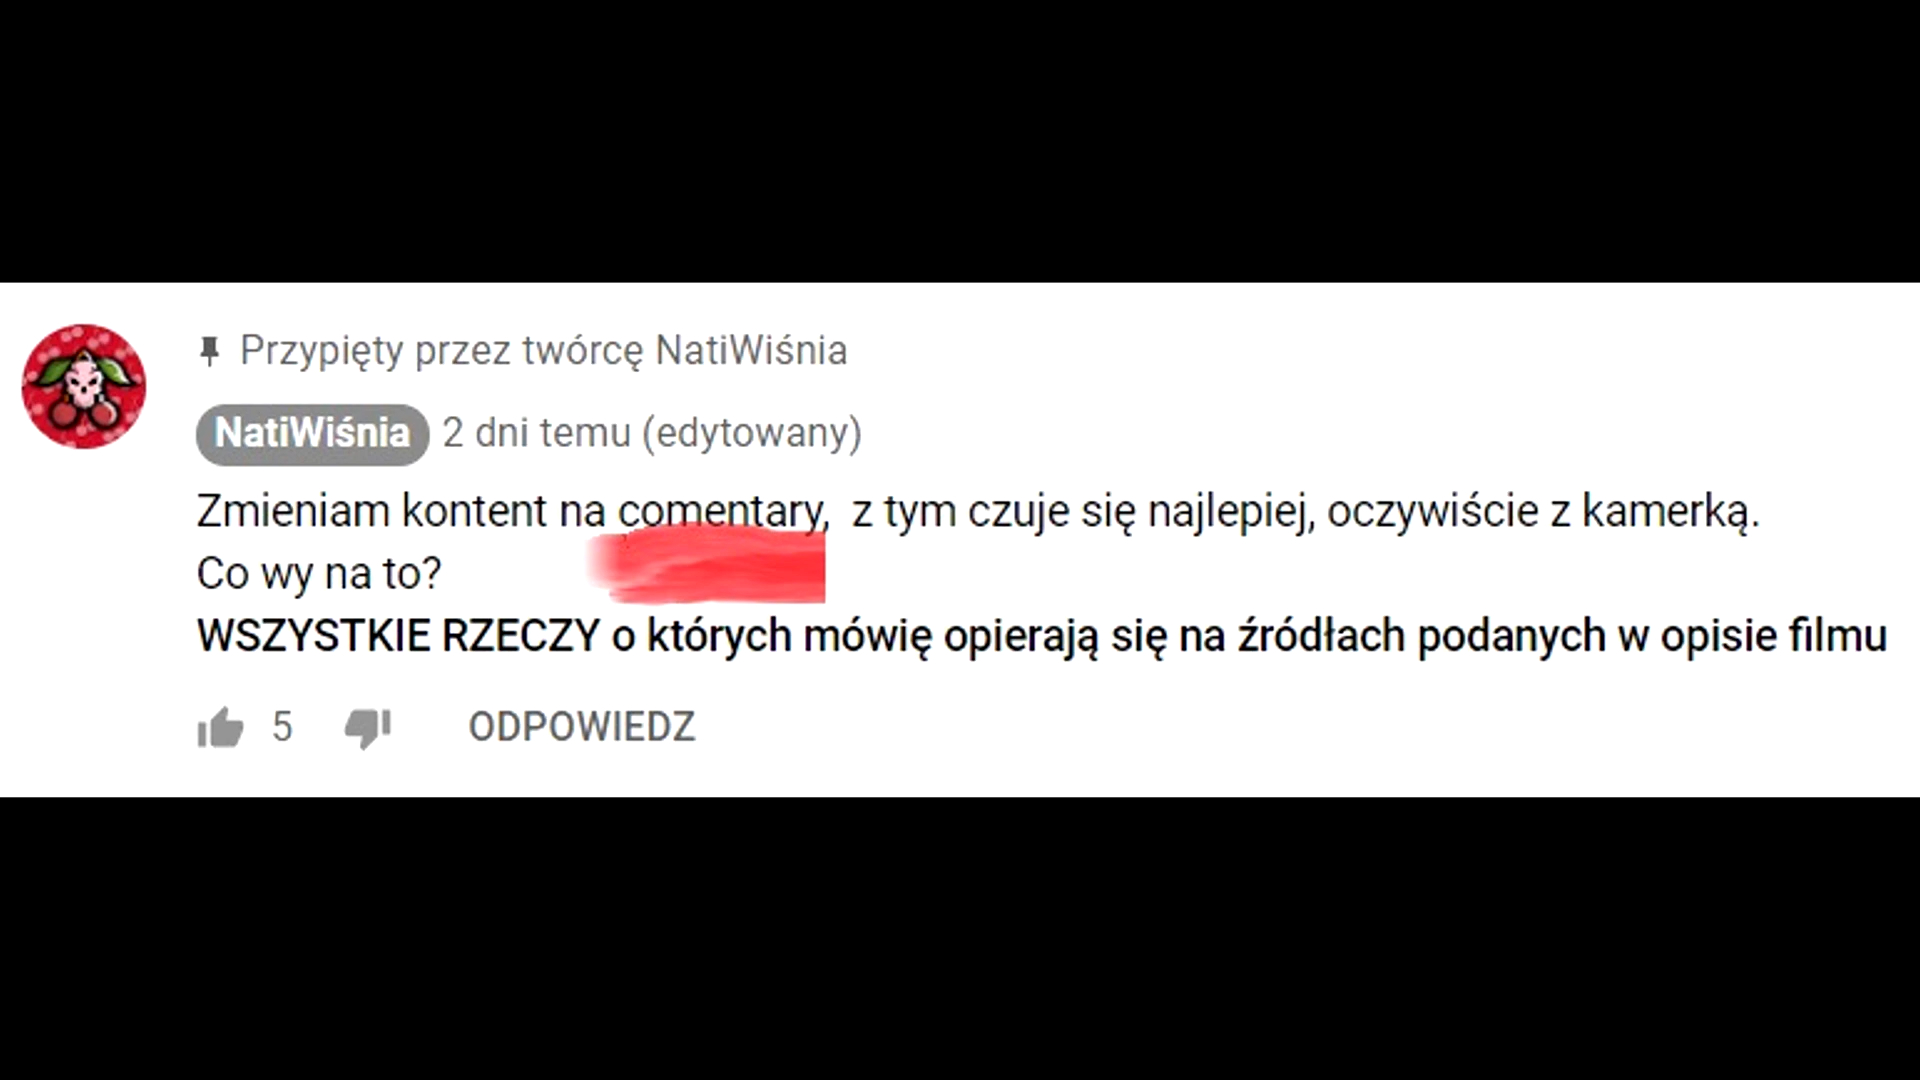 Przypięty przez twórcę NatiWiśnia
NatiWiśnia 2 dni temu (edytowany)
Zmieniam kontent na comentary, z tym czuje się najlepiej, oczywiście z kamerką.
Co wy na to?
WSZYSTKIE RZECZY o których mówię opierają się na źródłach podanych w opisie filmu
5 ODPOWIEDZ